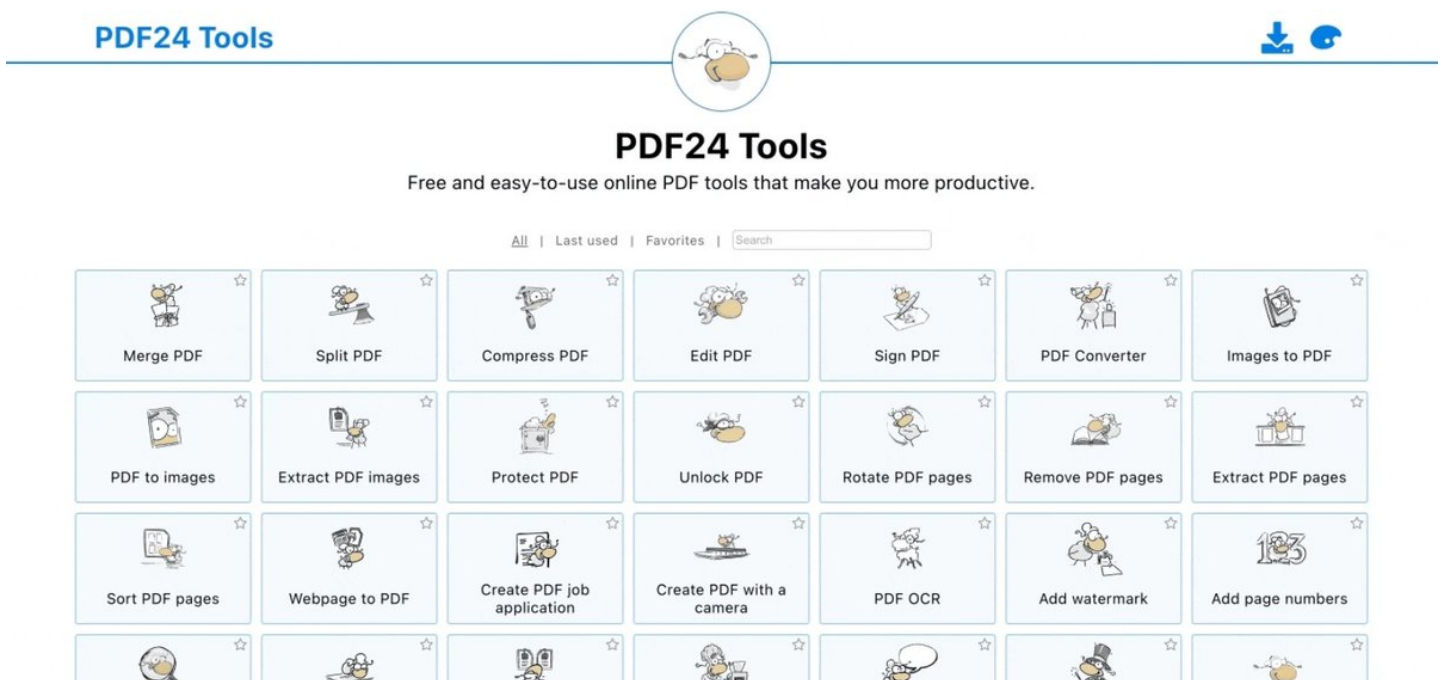 PDF24 Tools
PDF24 Tools
Free and easy-to-use online PDF tools that make you more productive.
All | Last used | Favorites | Search
Merge PDF
Split PDF
Compress PDF
Edit PDF
Sign PDF
PDF Converter
Images to PDF
PDF to images
Extract PDF images
Protect PDF
Unlock PDF
Rotate PDF pages
Remove PDF pages
Extract PDF pages
Sort PDF pages
Webpage to PDF
Create PDF job
application
Create PDF with a
camera
PDF OCR
Add watermark
123
Add page numbers